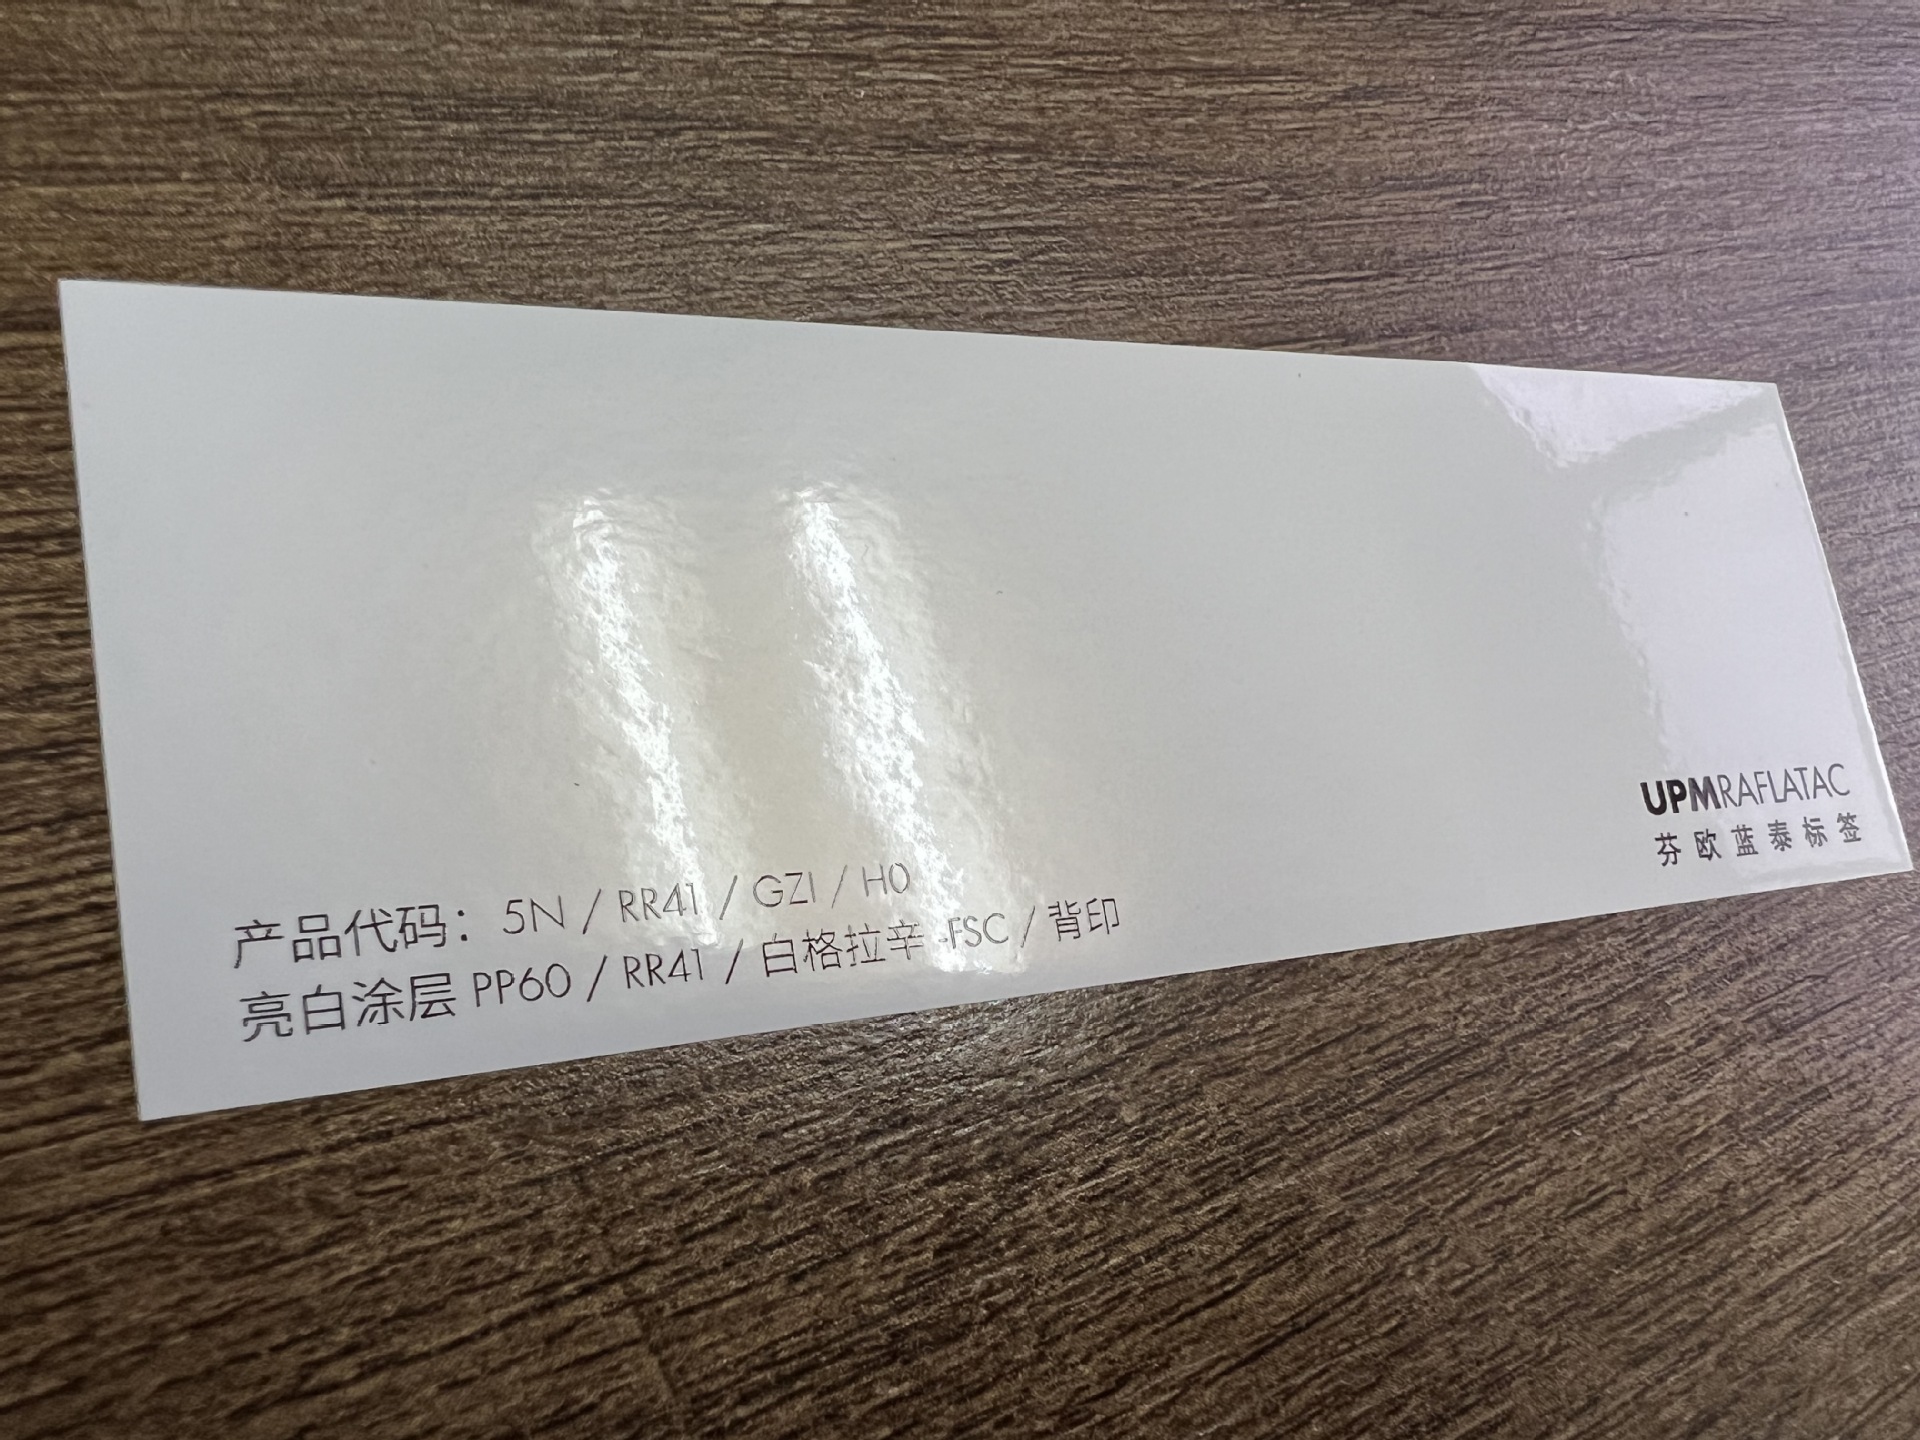 产品代码：5N / RR41 / GZ1 / H0
亮白涂层 PP60 / RR41 / 白格拉辛 -FSC / 背印
UPMRAFLATAC
芬欧蓝泰标签